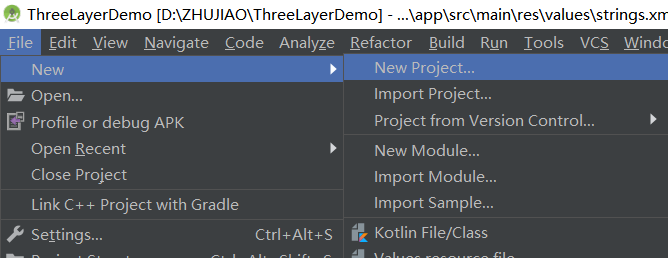 ThreeLayerDemo [D:\ZHUJIAO\ThreeLayerDemo] - ...\app\src\main\res\values\strings.xm
File Edit View Navigate Code Analyze Refactor Build Run Tools VCS Windo
New
Open...
Profile or debug APK
Open Recent
Close Project
Link C++ Project with Gradle
Settings... Ctrl+Alt+S
New Project...
Import Project...
Project from Version Control...
New Module...
Import Module...
Import Sample...
Kotlin File/Class